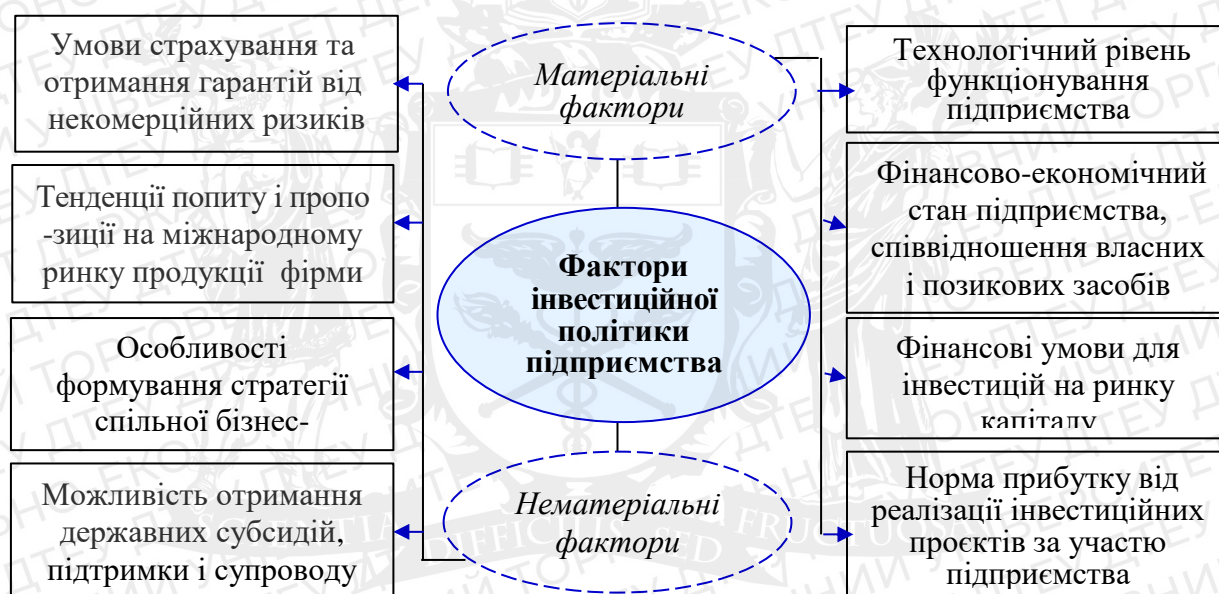 Умови страхування та
отримання гарантій від
некомерційних ризиків
Тенденції попиту і пропо
-зиції на міжнародному
ринку продукції фірми
Особливості
формування стратегії
спільної бізнес-
Можливість отримання
державних субсидій,
підтримки і супроводу
Матеріальні
фактори
Фактори
інвестиційної
політики
підприємства
Нематеріальні
фактори
Технологічний рівень
функціонування
підприємства
Фінансово-економічний
стан підприємства,
співвідношення власних
і позикових засобів
Фінансові умови для
інвестицій на ринку
капіталу
Норма прибутку від
реалізації інвестиційних
проєктів за участю
підприємства